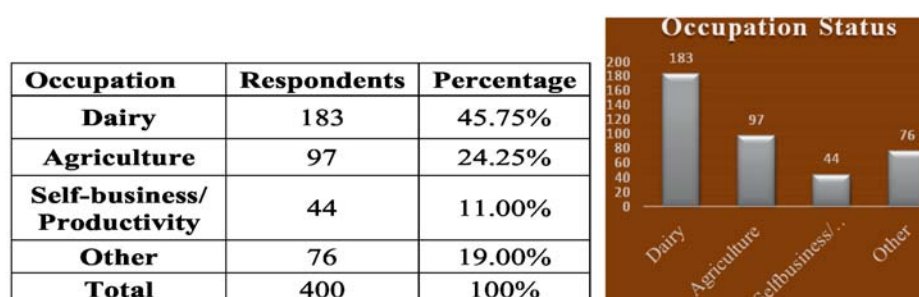 Occupation Respondents Percentage
Dairy 183 45.75%
Agriculture 97 24.25%
Self-business/
Productivity 44 11.00%
Other 76 19.00%
Total 400 100%
Occupation Status
200
180
160
140
120
100
80
60
40
20
0
183
97
44
76
Dairy
Agriculture
Selfbusiness/...
Other